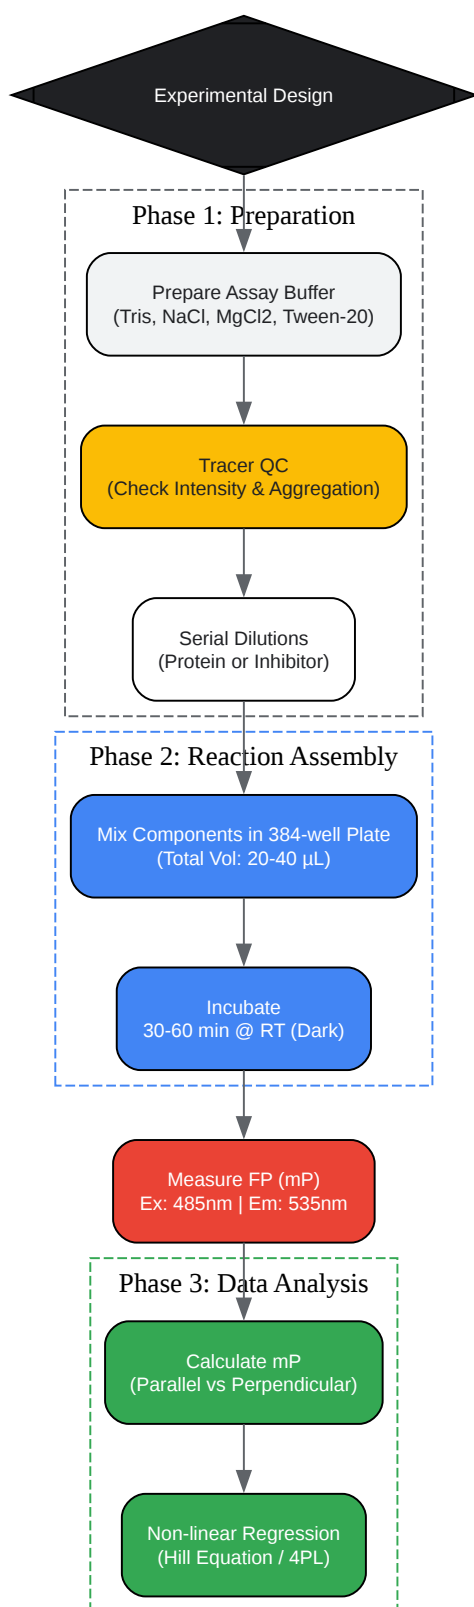 Experimental Design
Phase 1: Preparation
Prepare Assay Buffer
(Tris, NaCl, MgCl2, Tween-20)
Tracer QC
(Check Intensity & Aggregation)
Serial Dilutions
(Protein or Inhibitor)
Phase 2: Reaction Assembly
Mix Components in 384-well Plate
(Total Vol: 20-40 µL)
Incubate
30-60 min @ RT (Dark)
Measure FP (mP)
Ex: 485nm | Em: 535nm
Phase 3: Data Analysis
Calculate mP
(Parallel vs Perpendicular)
Non-linear Regression
(Hill Equation / 4PL)